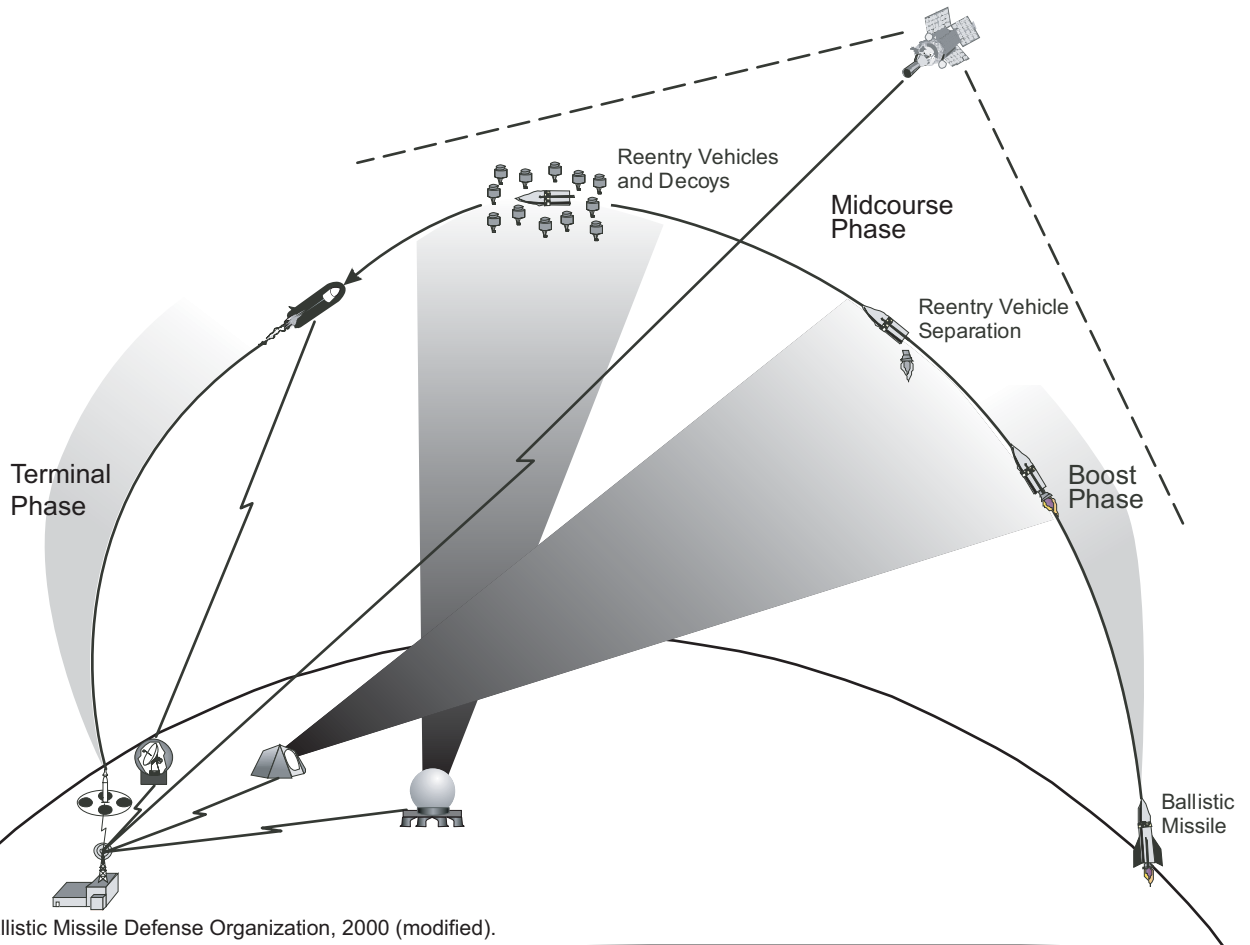 Reentry Vehicles
and Decoys
Midcourse
Phase
Reentry Vehicle
Separation
Terminal
Phase
Boost
Phase
Ballistic
Missile
llistic Missile Defense Organization, 2000 (modified).